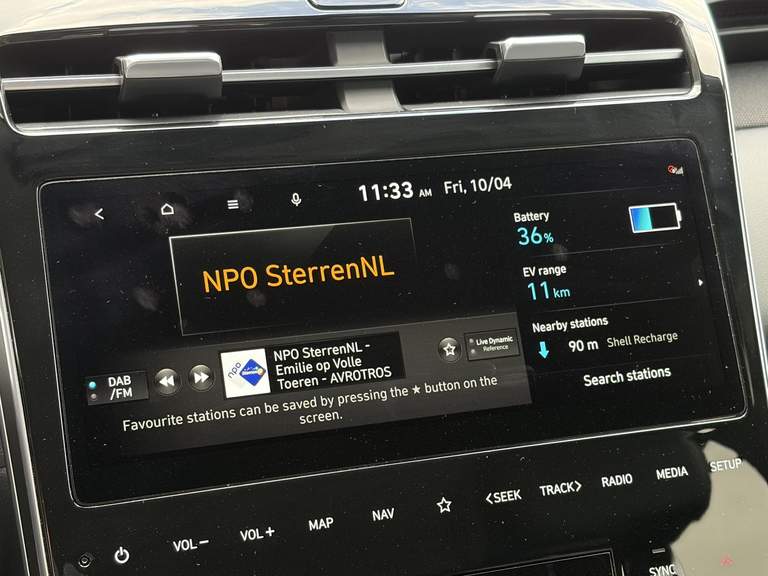 11:33 AM Fri, 10/04
NPO SterrenNL
Battery
36%
EV range
11 km
Nearby stations
90 m Shell Recharge
Search stations
DAB
/FM
npo
NPO SterrenNL -
Emilie op Volle
Toeren - AVROTROS
Live Dynamic
Reference
Favourite stations can be saved by pressing the ★ button on the
screen.
VOL−
VOL+
MAP
NAV
☆
<SEEK
TRACK>
RADIO
MEDIA
SETUP
SYNC